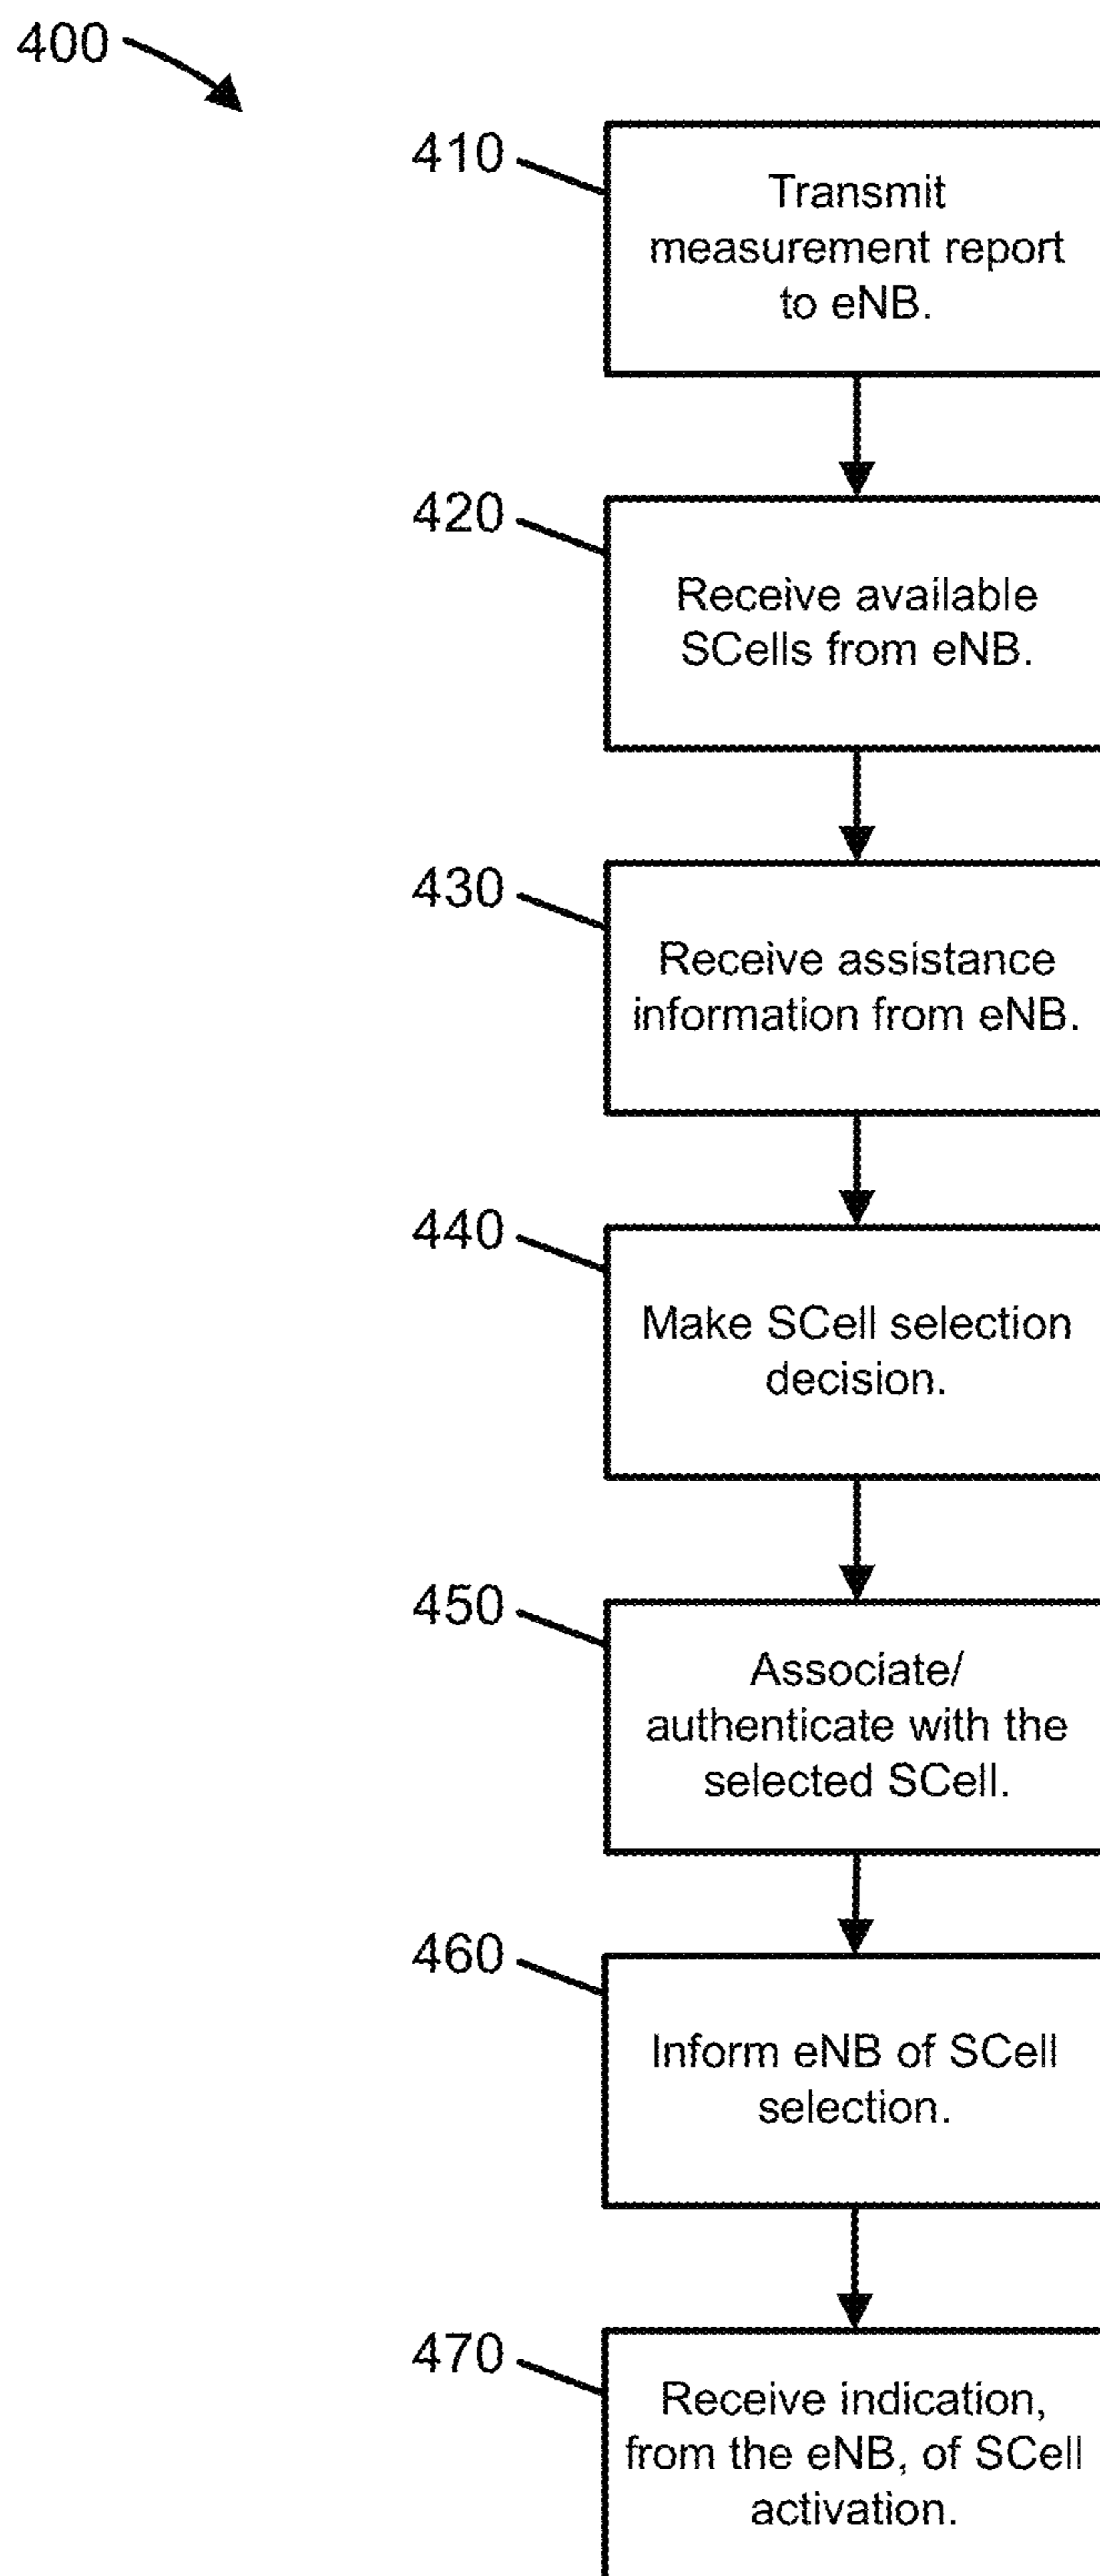 400
410
Transmit
measurement report
to eNB.
420
Receive available
SCells from eNB.
430
Receive assistance
information from eNB.
440
Make SCell selection
decision.
450
Associate/
authenticate with the
selected SCell.
460
Inform eNB of SCell
selection.
470
Receive indication,
from the eNB, of SCell
activation.